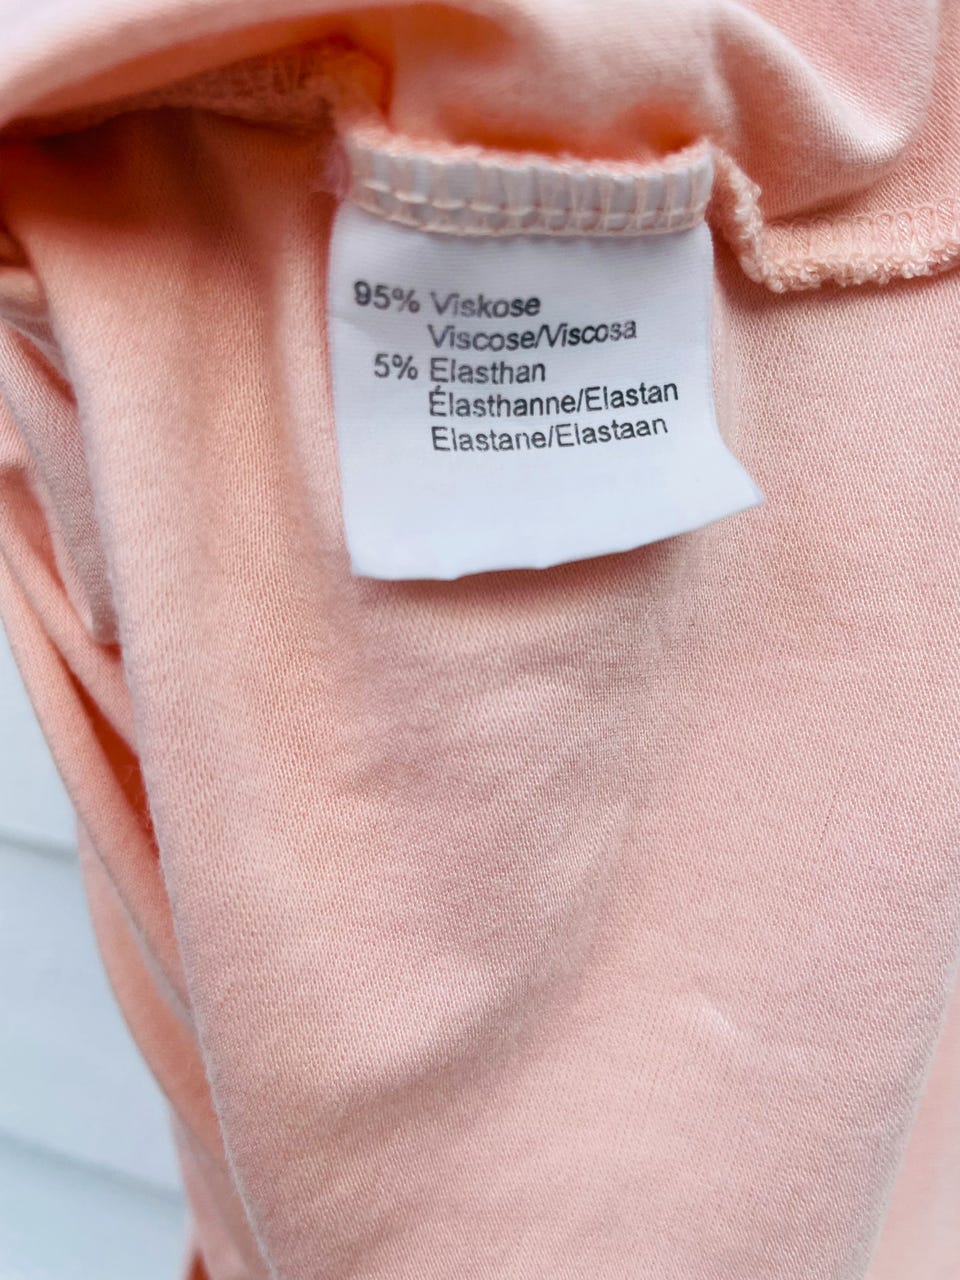 95% Viskose
Viscose/Viscosa
5% Elasthan
Élasthanne/Elastan
Elastane/Elastaan